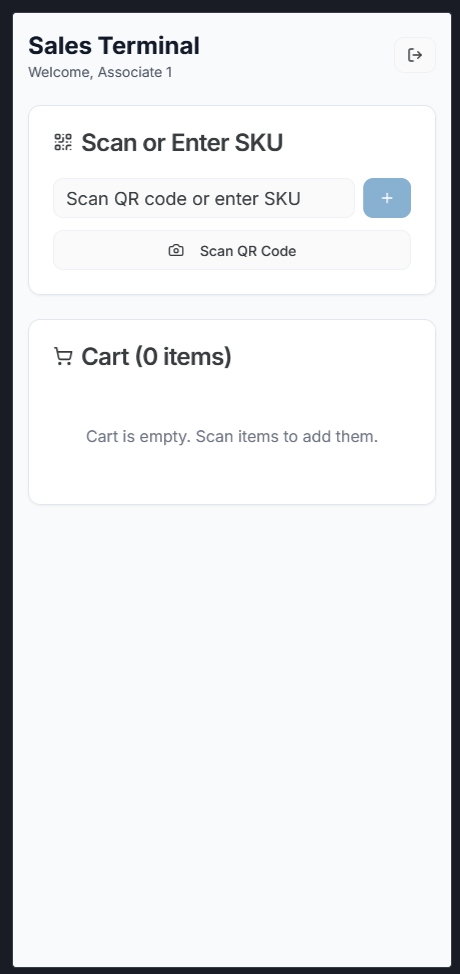 Sales Terminal
Welcome, Associate 1
Scan or Enter SKU
Scan QR code or enter SKU
+
Scan QR Code
Cart (0 items)
Cart is empty. Scan items to add them.